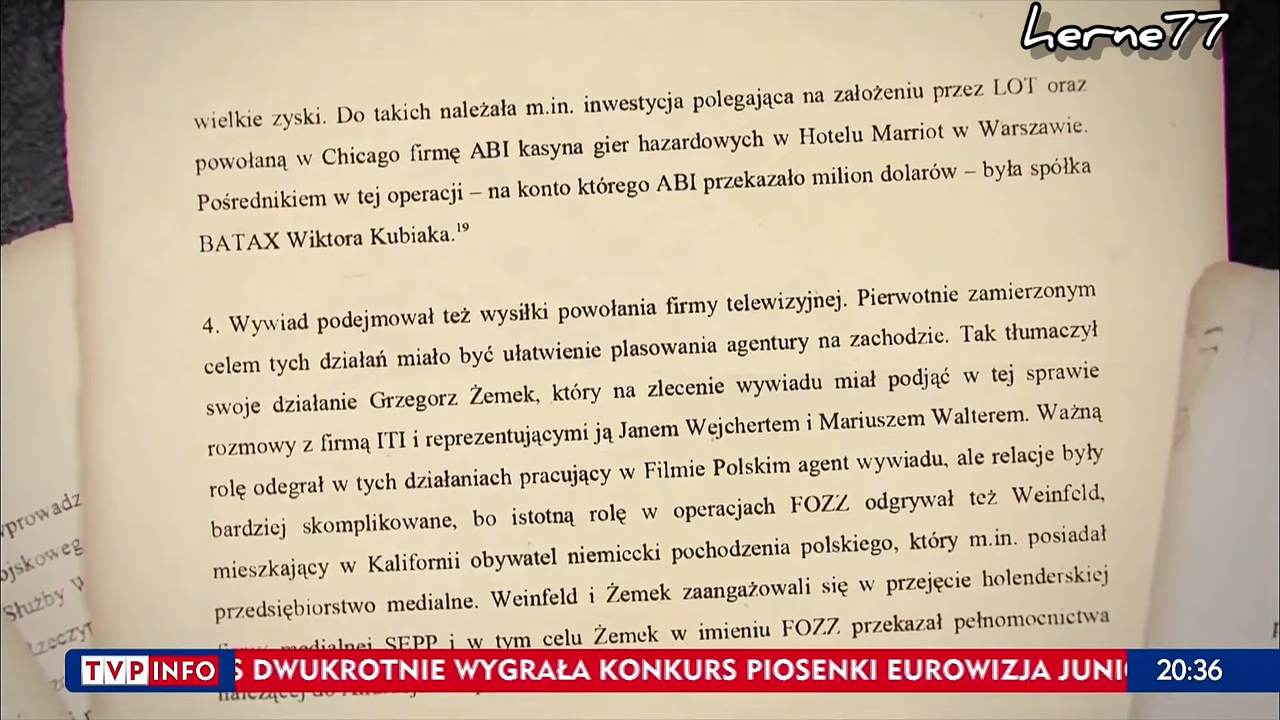 herne77
wielkie zyski. Do takich należała m.in. inwestycja polegająca na założeniu przez LOT oraz
powołaną w Chicago firmę ABI kasyna gier hazardowych w Hotelu Marriot w Warszawie.
Pośrednikiem w tej operacji – na konto którego ABI przekazało milion dolarów – była spółka
BATAX Wiktora Kubiaka.¹⁹
4. Wywiad podejmował też wysiłki powołania firmy telewizyjnej. Pierwotnie zamierzonym
celem tych działań miało być ułatwienie plasowania agentury na zachodzie. Tak tłumaczył
swoje działanie Grzegorz Żemek, który na zlecenie wywiadu miał podjąć w tej sprawie
rozmowy z firmą ITI i reprezentującymi ją Janem Wejchertem i Mariuszem Walterem. Ważną
rolę odegrał w tych działaniach pracujący w Filmie Polskim agent wywiadu, ale relacje były
bardziej skomplikowane, bo istotną rolę w operacjach FOZZ odgrywał też Weinfeld,
mieszkający w Kalifornii obywatel niemiecki pochodzenia polskiego, który m.in. posiadał
przedsiębiorstwo medialne. Weinfeld i Żemek zaangażowali się w przejęcie holenderskiej
medialnej SEPP i w tym celu Żemek w imieniu FOZZ przekazał pełnomocnictwa
Służby
TVP INFO
S DWUKROTNIE WYGRAŁA KONKURS PIOSENKI EUROWIZJA JUNI
20:36